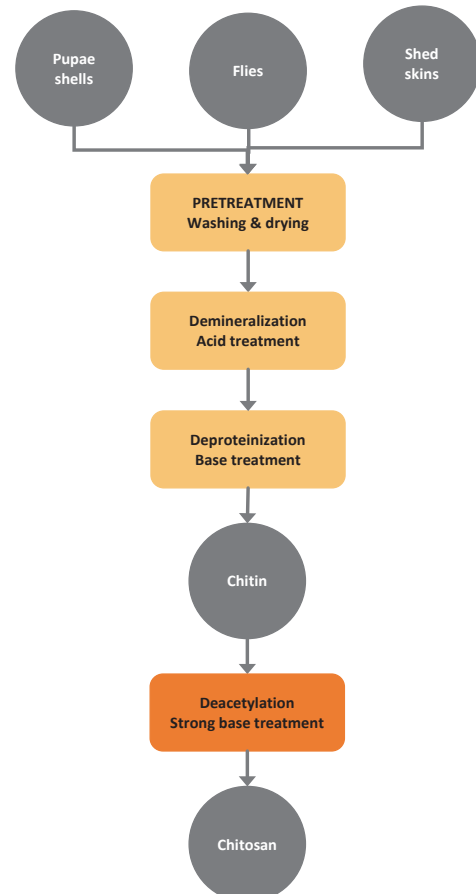 Pupae
shells
Flies
Shed
skins
PRETREATMENT
Washing & drying
Demineralization
Acid treatment
Deproteinization
Base treatment
Chitin
Deacetylation
Strong base treatment
Chitosan